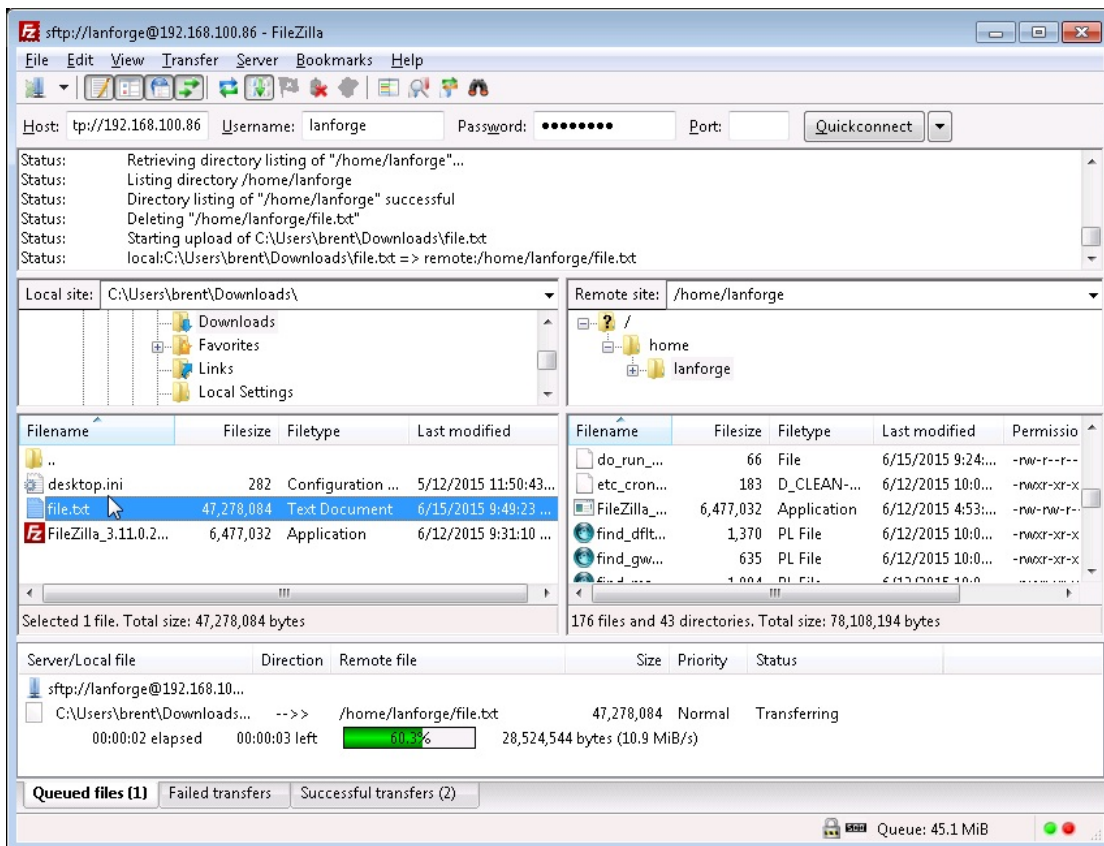 sftp://lanforge@192.168.100.86 - FileZilla
File Edit View Transfer Server Bookmarks Help
Host: tp://192.168.100.86 Username: lanforge Password: ●●●●●●●● Port: Quickconnect
Status: Retrieving directory listing of "/home/lanforge"...
Status: Listing directory /home/lanforge
Status: Directory listing of "/home/lanforge" successful
Status: Deleting "/home/lanforge/file.txt"
Status: Starting upload of C:\Users\brent\Downloads\file.txt
Status: local:C:\Users\brent\Downloads\file.txt => remote:/home/lanforge/file.txt
Local site: C:\Users\brent\Downloads\
Downloads
Favorites
Links
Local Settings
Remote site: /home/lanforge
/
home
lanforge
Filename Filesize Filetype Last modified
..
desktop.ini 282 Configuration ... 5/12/2015 11:50:43...
file.txt 47,278,084 Text Document 6/15/2015 9:49:23 ...
FileZilla_3.11.0.2... 6,477,032 Application 6/12/2015 9:31:10 ...
Selected 1 file. Total size: 47,278,084 bytes
Filename Filesize Filetype Last modified Permissio
do_run_... 66 File 6/15/2015 9:24:... -rw-r--r--
etc_cron... 183 D_CLEAN-... 6/12/2015 10:0... -rwxr-xr-x
FileZilla_... 6,477,032 Application 6/12/2015 4:53:... -rw-rw-r--
find_dflt... 1,370 PL File 6/12/2015 10:0... -rwxr-xr-x
find_gw... 635 PL File 6/12/2015 10:0... -rwxr-xr-x
176 files and 43 directories. Total size: 78,108,194 bytes
Server/Local file Direction Remote file Size Priority Status
sftp://lanforge@192.168.10...
C:\Users\brent\Downloads... -->> /home/lanforge/file.txt 47,278,084 Normal Transferring
00:00:02 elapsed 00:00:03 left 60.3% 28,524,544 bytes (10.9 MiB/s)
Queued files (1) Failed transfers Successful transfers (2)
Queue: 45.1 MiB